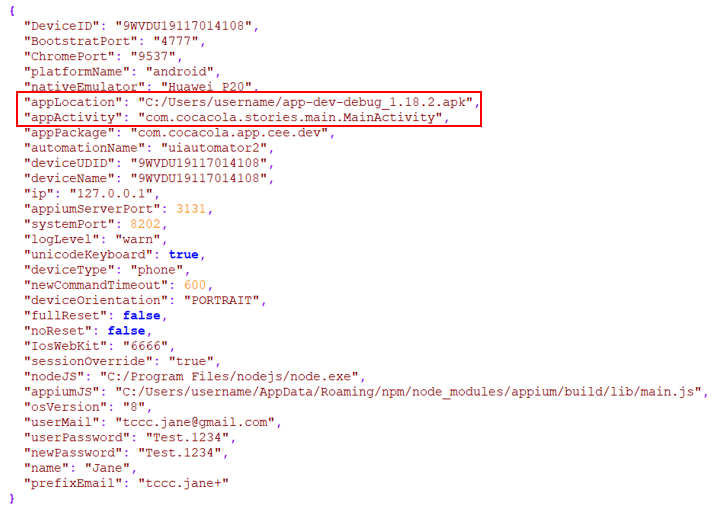 {
"DeviceID": "9WVDU19117014108",
"BootstratPort": "4777",
"ChromePort": "9537",
"platformName": "android",
"nativeEmulator": "Huawei P20",
"appLocation": "C:/Users/username/app-dev-debug_1.18.2.apk",
"appActivity": "com.cocacola.stories.main.MainActivity",
"appPackage": "com.cocacola.app.cee.dev",
"automationName": "uiautomator2",
"deviceUDID": "9WVDU19117014108",
"deviceName": "9WVDU19117014108",
"ip": "127.0.0.1",
"appiumServerPort": 3131,
"systemPort": 8202,
"logLevel": "warn",
"unicodeKeyboard": true,
"deviceType": "phone",
"newCommandTimeout": 600,
"deviceOrientation": "PORTRAIT",
"fullReset": false,
"noReset": false,
"IosWebKit": "6666",
"sessionOverride": "true",
"nodeJS": "C:/Program Files/nodejs/node.exe",
"appiumJS": "C:/Users/username/AppData/Roaming/npm/node_modules/appium/build/lib/main.js",
"osVersion": "8",
"userMail": "tccc.jane@gmail.com",
"userPassword": "Test.1234",
"newPassword": "Test.1234",
"name": "Jane",
"prefixEmail": "tccc.jane+"
}